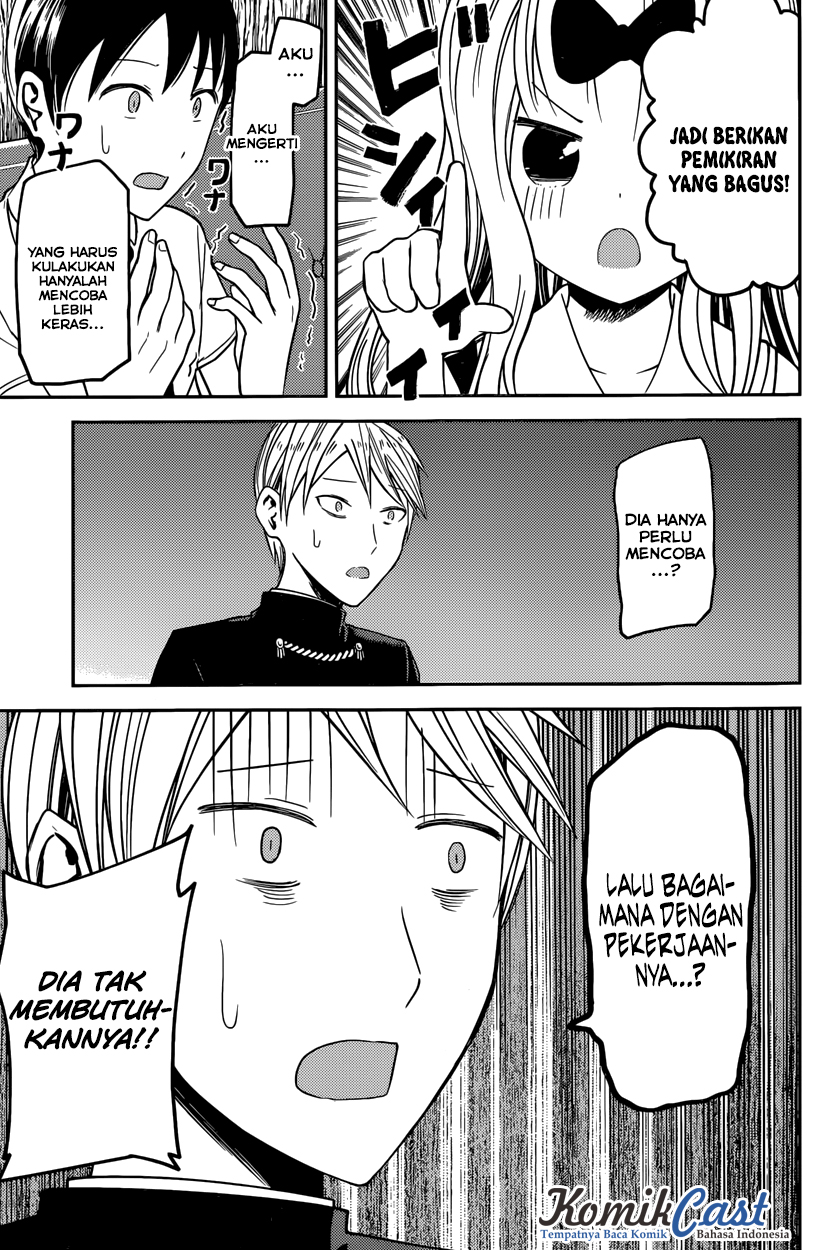 JADI BERIKAN
PEMIKIRAN
YANG BAGUS!
ビシィィィ
AKU
...
AKU
MENGERTI
...
ワナ
ワナ
YANG HARUS
KULAKUKAN
HANYALAH
MENCOBA
LEBIH
KERAS...
DIA HANYA
PERLU
MENCOBA
...?
LALU BAGAI-
MANA DENGAN
PEKERJAAN-
NYA...?
DIA TAK
MEMBUTUH-
KANNYA!!
KomikCast
Tempatnya Baca Komik Bahasa Indonesia